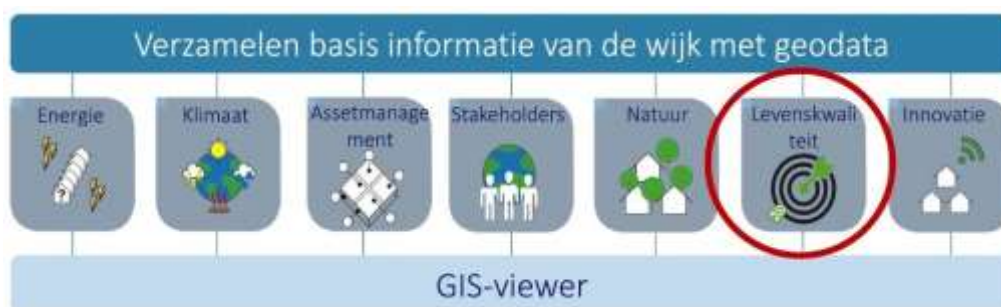 Verzamelen basis informatie van de wijk met geodata
Energie
Klimaat
Assetmanage
ment
Stakeholders
Natuur
Levenskwali
teit
Innovatie
GIS-viewer